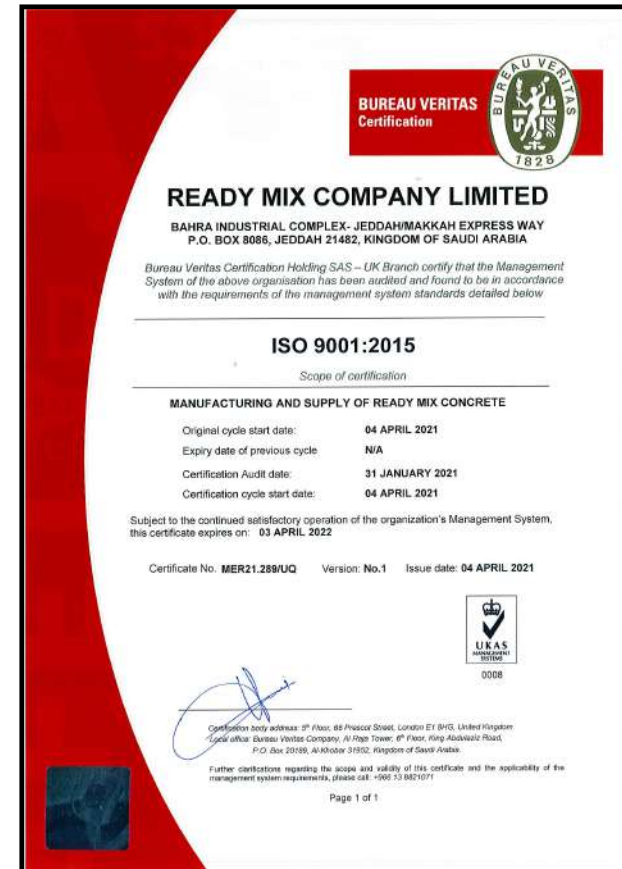 BUREAU VERITAS
Certification
BUREAU VERITAS
1828
READY MIX COMPANY LIMITED
BAHRA INDUSTRIAL COMPLEX- JEDDAH/MAKKAH EXPRESS WAY
P.O. BOX 8086, JEDDAH 21482, KINGDOM OF SAUDI ARABIA
Bureau Veritas Certification Holding SAS – UK Branch certify that the Management
System of the above organisation has been audited and found to be in accordance
with the requirements of the management system standards detailed below
ISO 9001:2015
Scope of certification
MANUFACTURING AND SUPPLY OF READY MIX CONCRETE
Original cycle start date: 04 APRIL 2021
Expiry date of previous cycle N/A
Certification Audit date: 31 JANUARY 2021
Certification cycle start date: 04 APRIL 2021
Subject to the continued satisfactory operation of the organization's Management System,
this certificate expires on: 03 APRIL 2022
Certificate No. MER21.289/UQ Version: No.1 Issue date: 04 APRIL 2021
UKAS
MANAGEMENT
SYSTEMS
0008
Certification body address: 5th Floor, 66 Prescot Street, London E1 8HG, United Kingdom
Local office: Bureau Veritas Company, Al Raja Tower, 6th Floor, King Abdulaziz Road,
P.O. Box 20189, Al-Khobar 31952, Kingdom of Saudi Arabia.
Further clarifications regarding the scope and validity of this certificate and the applicability of the
management system requirements, please call: +966 13 8821071
Page 1 of 1